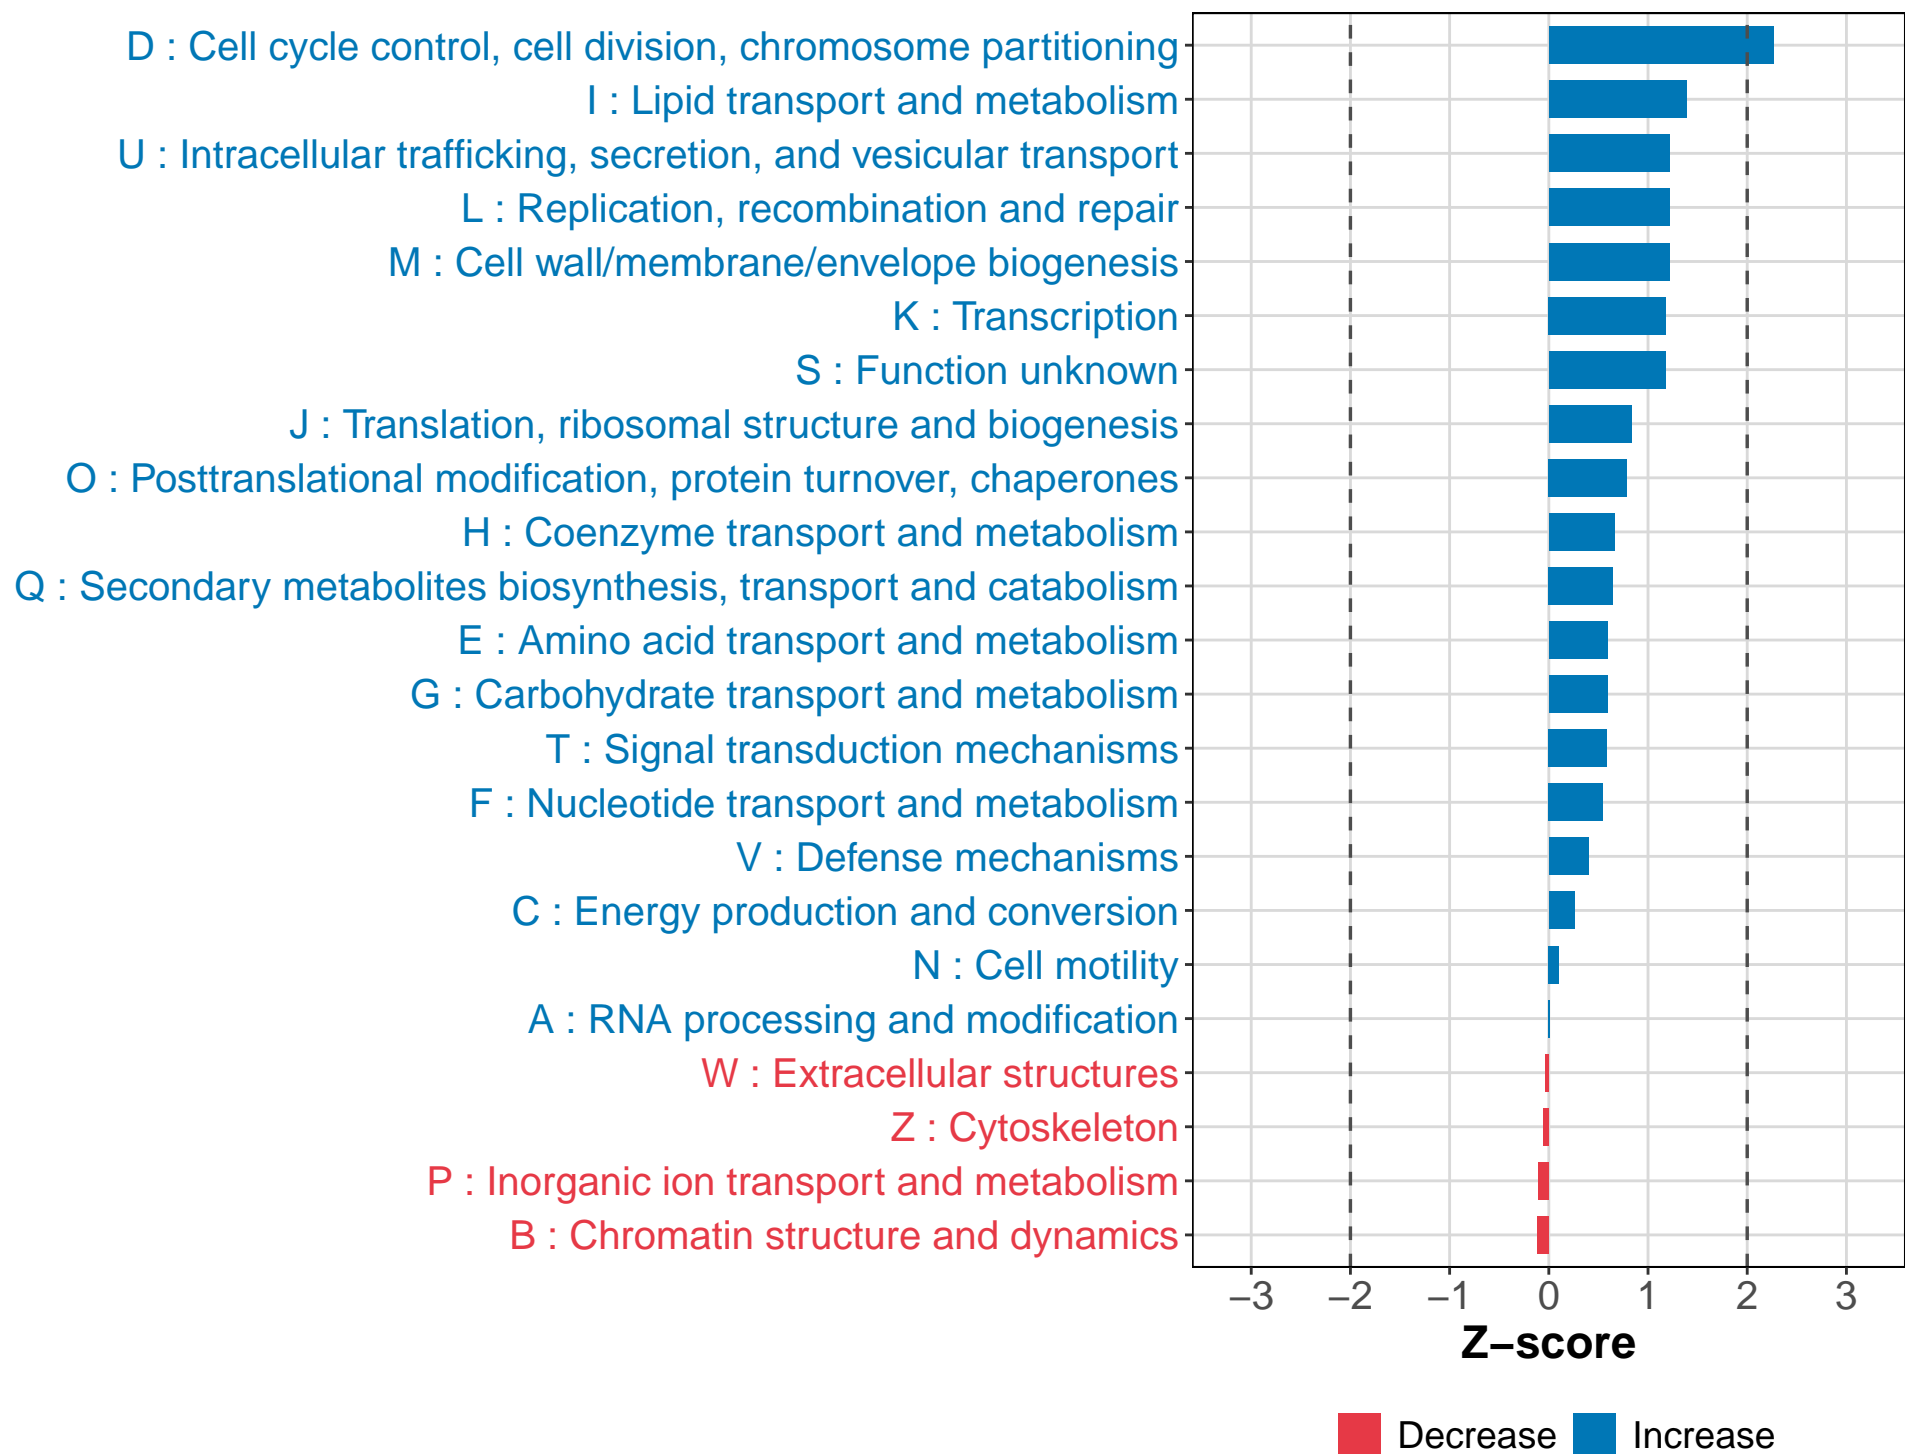 D : Cell cycle control, cell division, chromosome partitioning
I : Lipid transport and metabolism
U : Intracellular trafficking, secretion, and vesicular transport
L : Replication, recombination and repair
M : Cell wall/membrane/envelope biogenesis
K : Transcription
S : Function unknown
J : Translation, ribosomal structure and biogenesis
O : Posttranslational modification, protein turnover, chaperones
H : Coenzyme transport and metabolism
Q : Secondary metabolites biosynthesis, transport and catabolism
E : Amino acid transport and metabolism
G : Carbohydrate transport and metabolism
T : Signal transduction mechanisms
F : Nucleotide transport and metabolism
V : Defense mechanisms
C : Energy production and conversion
N : Cell motility
A : RNA processing and modification
W : Extracellular structures
Z : Cytoskeleton
P : Inorganic ion transport and metabolism
B : Chromatin structure and dynamics
−3 −2 −1 0 1 2 3
Z−score
Decrease Increase